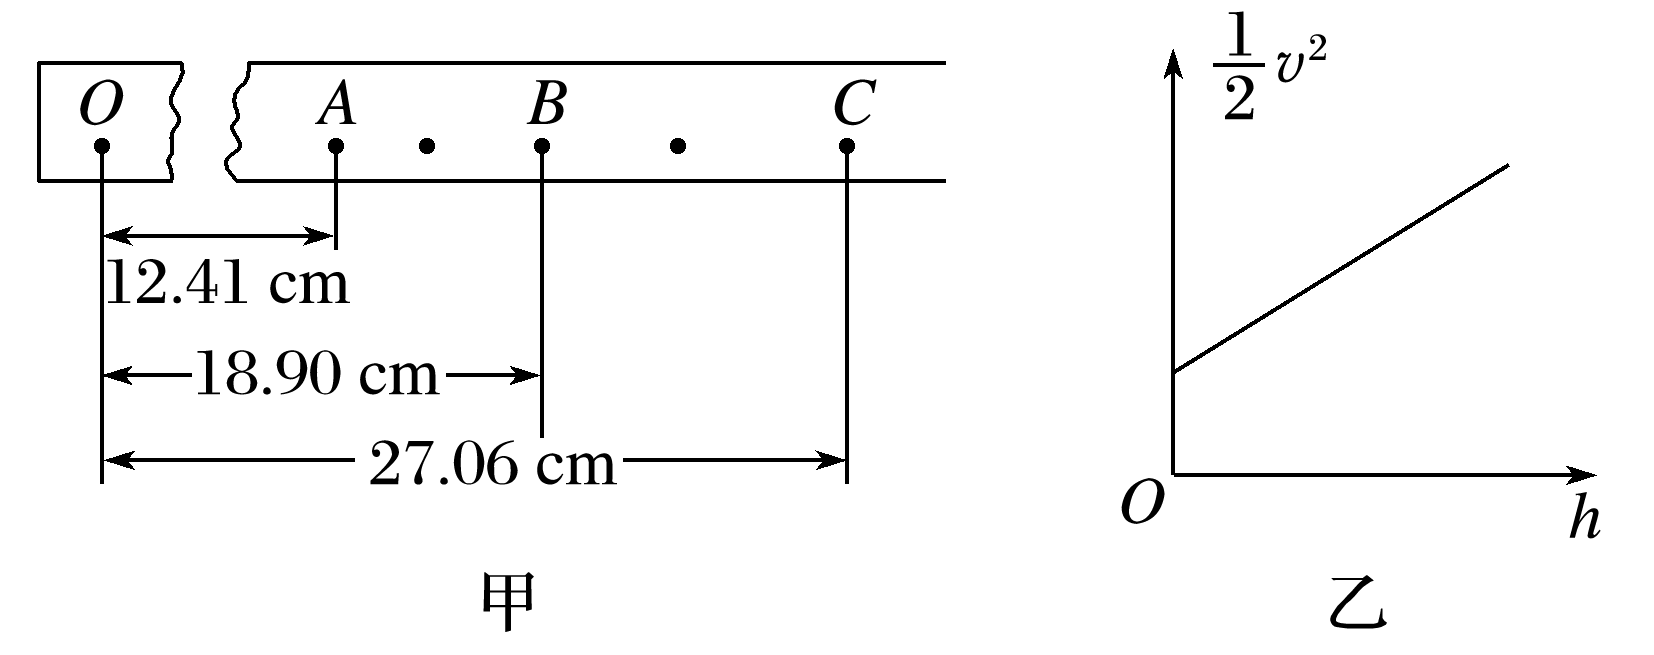 O A B C
12.41 cm
18.90 cm
27.06 cm
甲
1/2 v²
O
h
乙